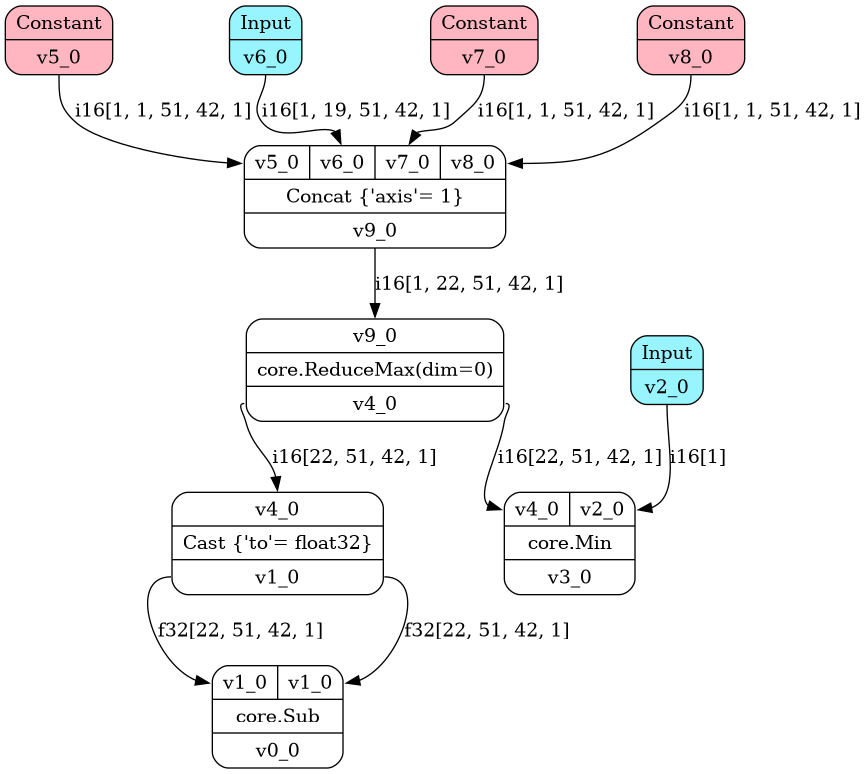 Constant
v5_0
Input
v6_0
Constant
v7_0
Constant
v8_0
i16[1, 1, 51, 42, 1]
i16[1, 19, 51, 42, 1]
i16[1, 1, 51, 42, 1]
i16[1, 1, 51, 42, 1]
v5_0 v6_0 v7_0 v8_0
Concat {'axis'= 1}
v9_0
i16[1, 22, 51, 42, 1]
v9_0
core.ReduceMax(dim=0)
v4_0
Input
v2_0
i16[22, 51, 42, 1]
i16[22, 51, 42, 1]
i16[1]
v4_0
Cast {'to'= float32}
v1_0
v4_0 v2_0
core.Min
v3_0
f32[22, 51, 42, 1]
f32[22, 51, 42, 1]
v1_0 v1_0
core.Sub
v0_0